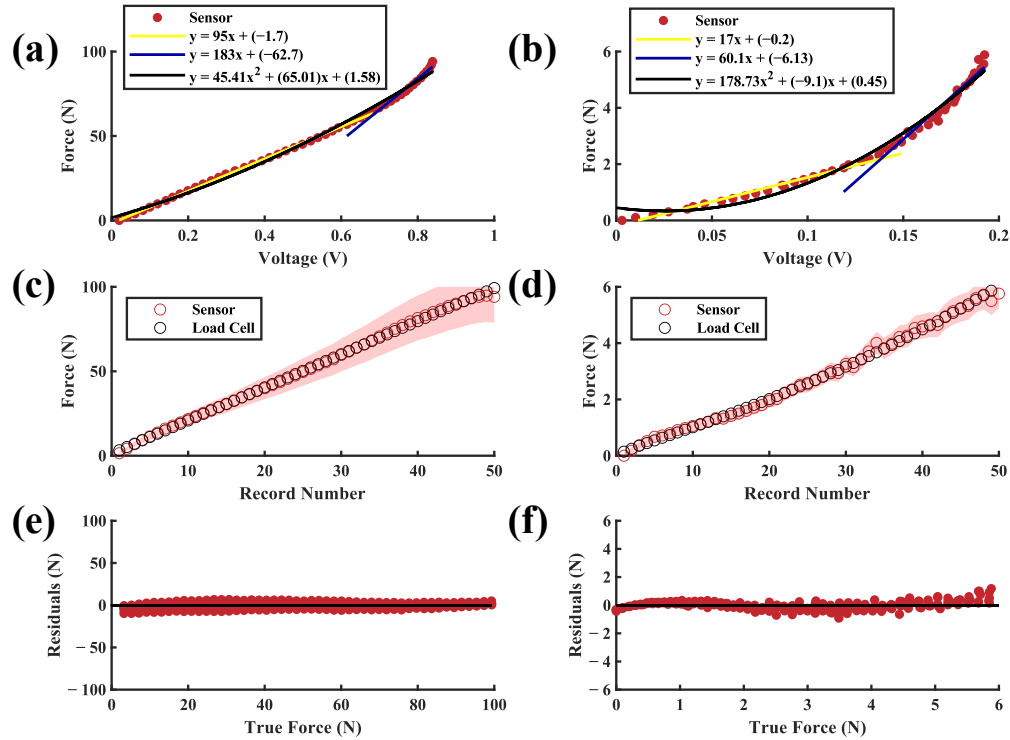 (a)
Sensor
y = 95x + (−1.7)
y = 183x + (−62.7)
y = 45.41x² + (65.01)x + (1.58)
Force (N)
100
50
0
0
0.2
0.4
0.6
0.8
1
Voltage (V)
(b)
Sensor
y = 17x + (−0.2)
y = 60.1x + (−6.13)
y = 178.73x² + (−9.1)x + (0.45)
Force (N)
6
4
2
0
0
0.05
0.1
0.15
0.2
Voltage (V)
(c)
Sensor
Load Cell
Force (N)
100
50
0
0
10
20
30
40
50
Record Number
(d)
Sensor
Load Cell
Force (N)
6
4
2
0
0
10
20
30
40
50
Record Number
(e)
Residuals (N)
100
50
0
−50
−100
0
20
40
60
80
100
True Force (N)
(f)
Residuals (N)
6
4
2
0
−2
−4
−6
0
1
2
3
4
5
6
True Force (N)